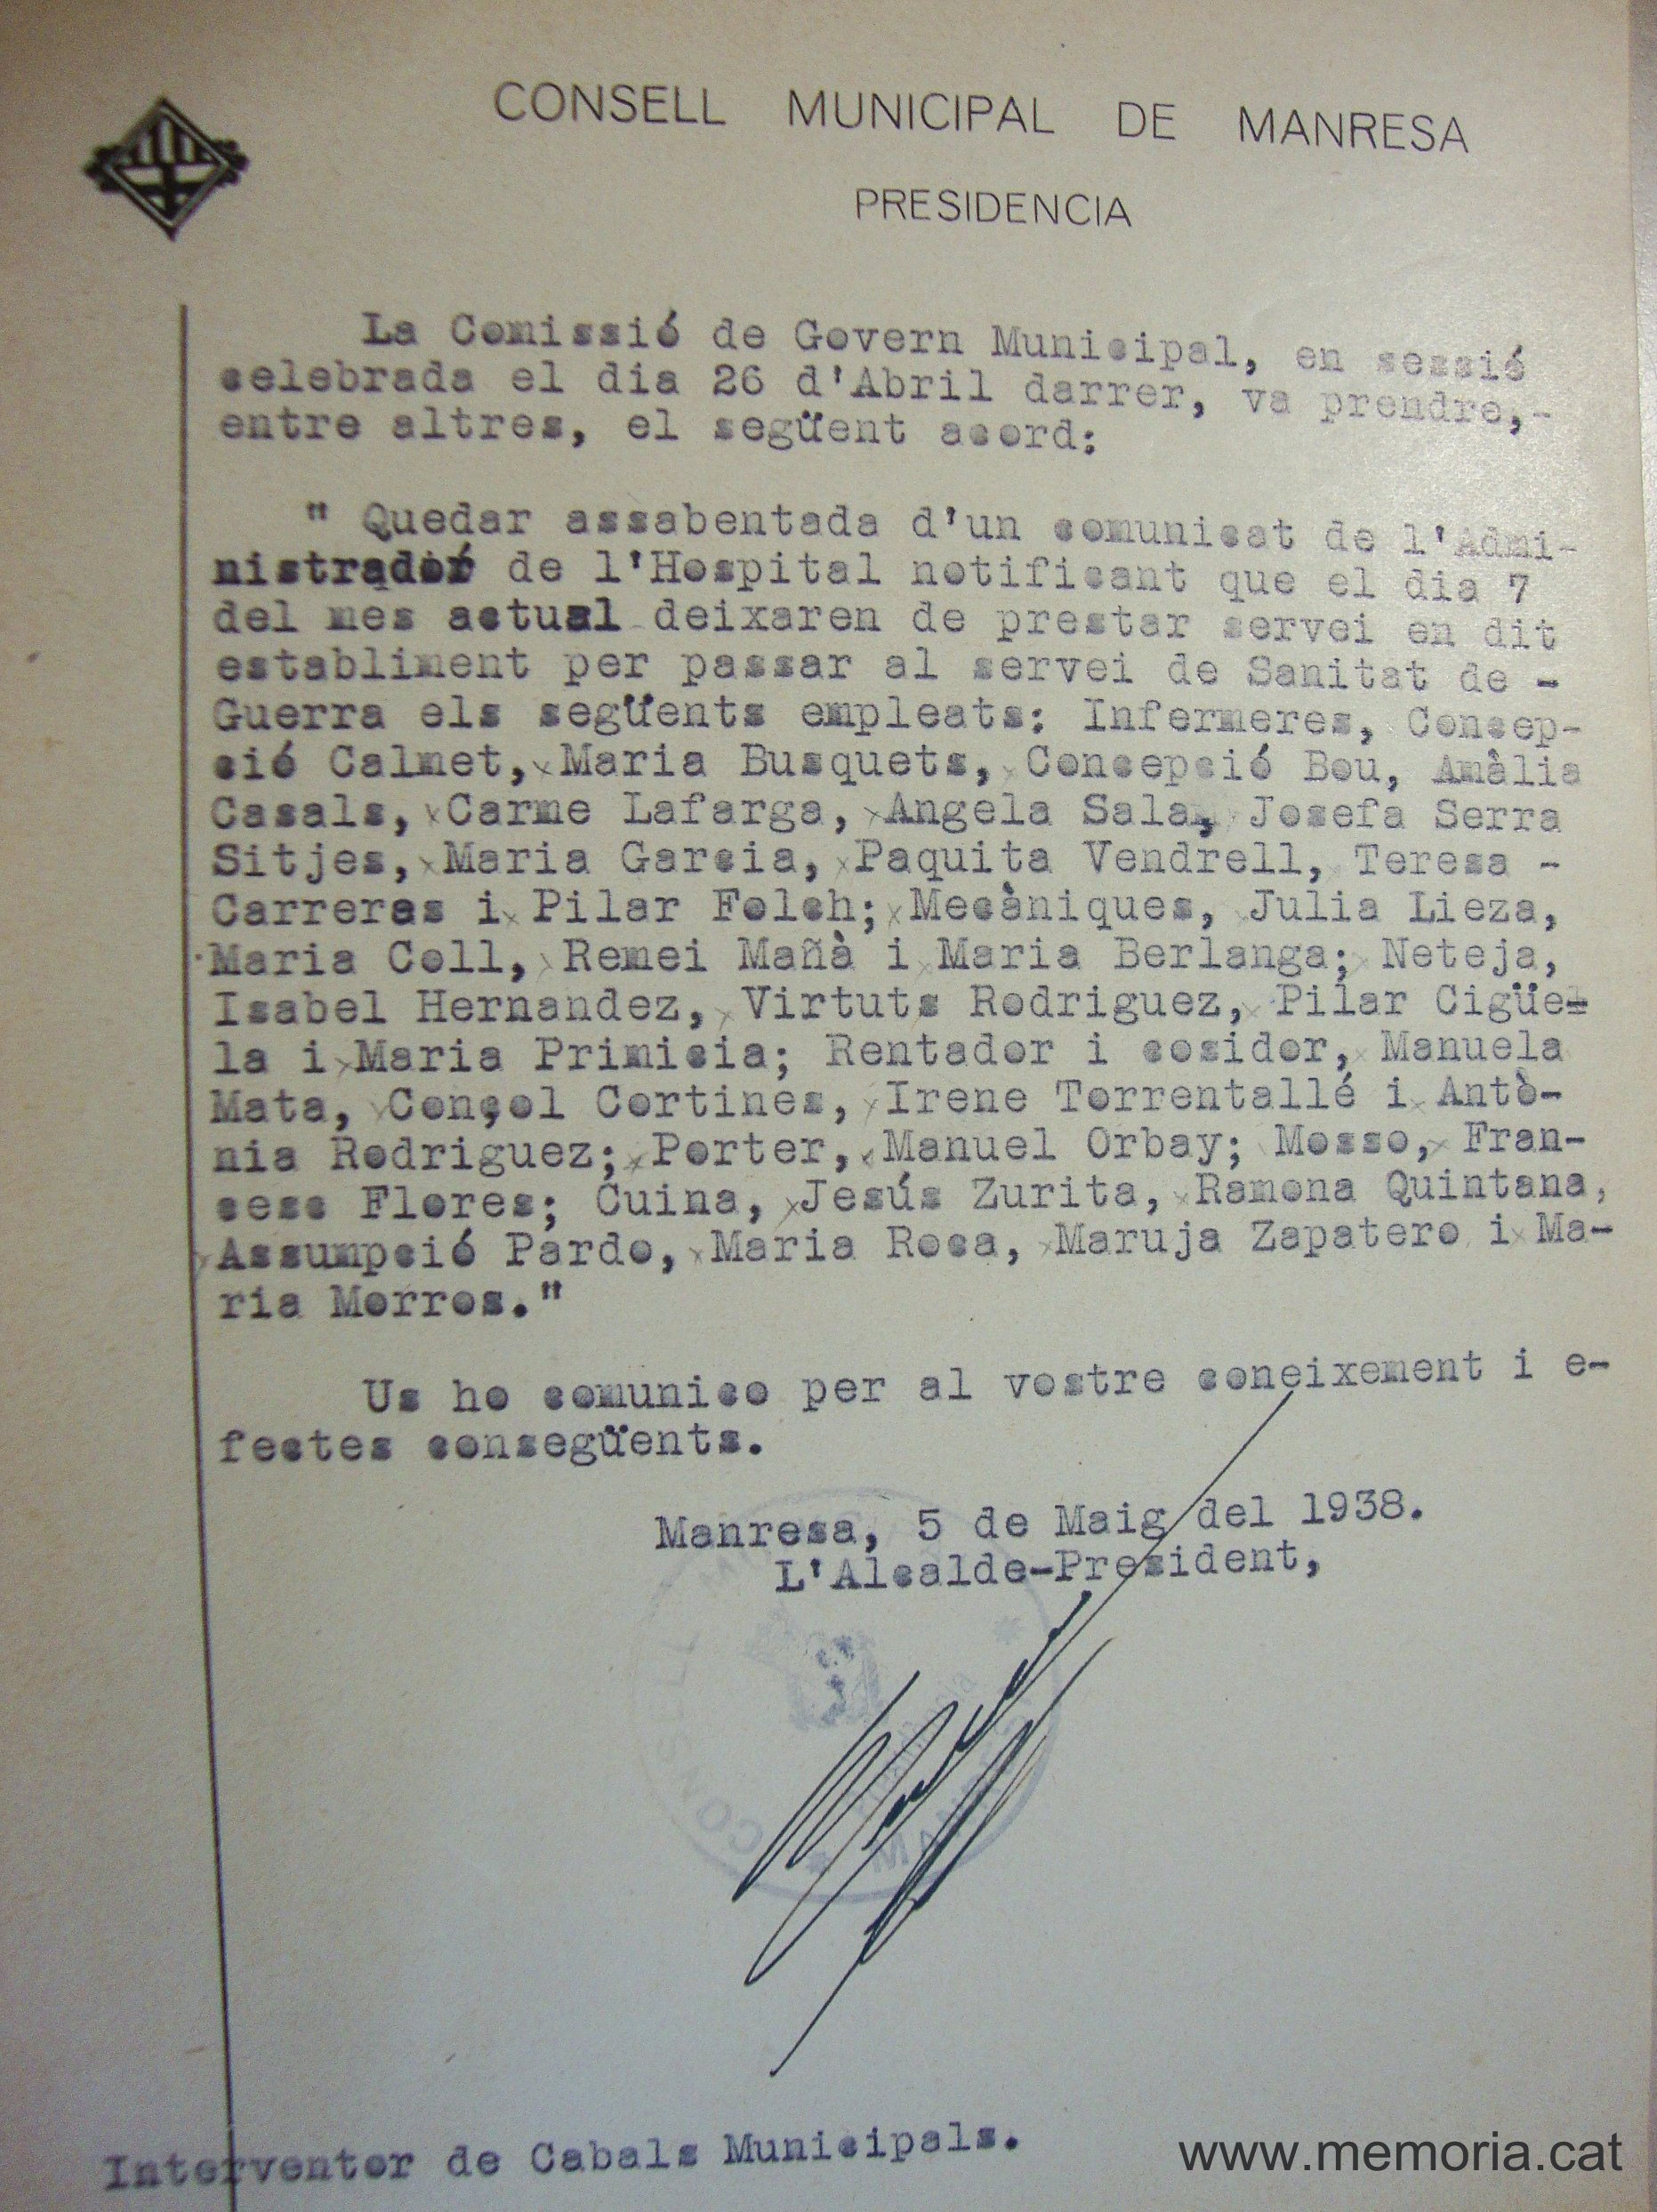 CONSELL MUNICIPAL DE MANRESA
PRESIDENCIA
La Comissió de Govern Municipal, en sessió
celebrada el dia 26 d'Abril darrer, va prendre,-
entre altres, el següent acord:
" Quedar assabentada d'un comunicat de l'Admi-
nistrador de l'Hospital notificant que el dia 7
del mes actual deixaren de prestar servei en dit
establiment per passar al servei de Sanitat de -
Guerra els següents empleats: Infermeres, Concep-
ció Calmet, Maria Busquets, Concepció Bou, Amàlia
Casals, Carme Lafarga, Angela Sala, Josefa Serra
Sitjes, Maria Garcia, Paquita Vendrell, Teresa -
Carreras i Pilar Folch; Mecàniques, Julia Lieza,
Maria Coll, Remei Mañà i Maria Berlanga; Neteja,
Isabel Hernandez, Virtuts Rodriguez, Pilar Cigüe-
la i Maria Primicia; Rentador i cosidor, Manuela
Mata, Conçol Cortines, Irene Torrentallé i Antò-
nia Rodriguez; Porter, Manuel Orbay; Mosso, Fran-
cesc Flores; Cuina, Jesús Zurita, Ramona Quintana,
Assumpció Pardo, Maria Roca, Maruja Zapatero i Ma-
ria Morros."
Us ho comunico per al vostre coneixement i e-
fectes consegüents.
Manresa, 5 de Maig del 1938.
L'Alcalde-President,
Interventor de Cabals Municipals.
www.memoria.cat